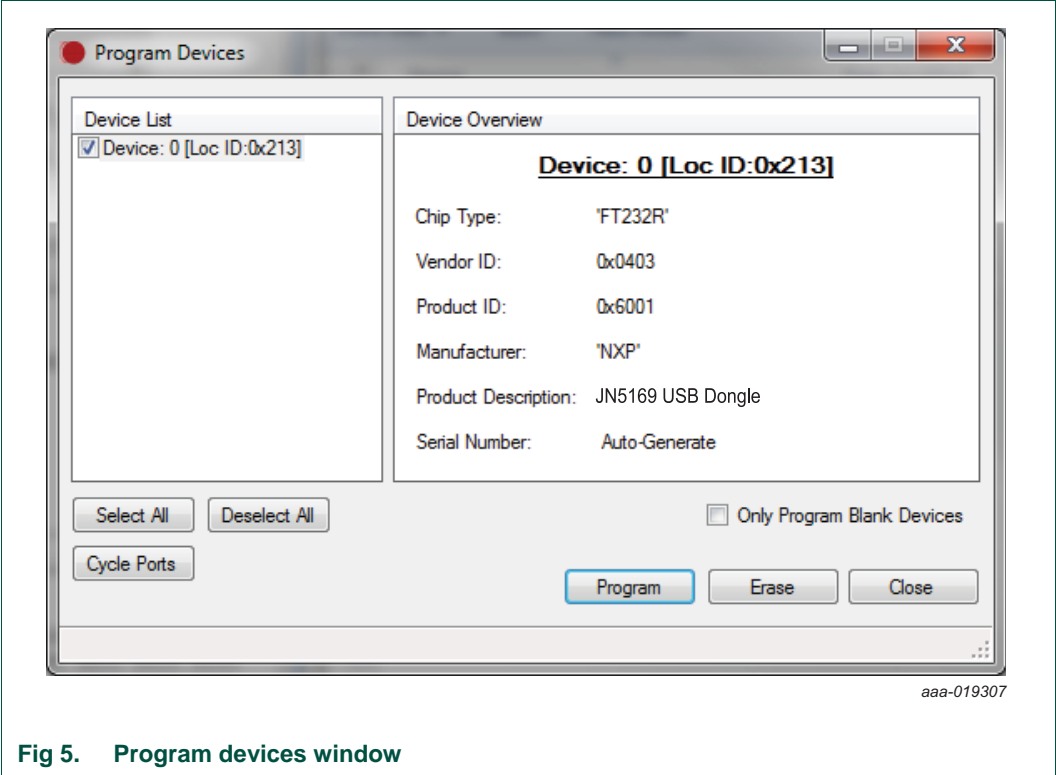 Program Devices
Device List
Device: 0 [Loc ID:0x213]
Device Overview
Device: 0 [Loc ID:0x213]
Chip Type: 'FT232R'
Vendor ID: 0x0403
Product ID: 0x6001
Manufacturer: 'NXP'
Product Description: JN5169 USB Dongle
Serial Number: Auto-Generate
Select All Deselect All Only Program Blank Devices
Cycle Ports
Program Erase Close
aaa-019307
Fig 5. Program devices window